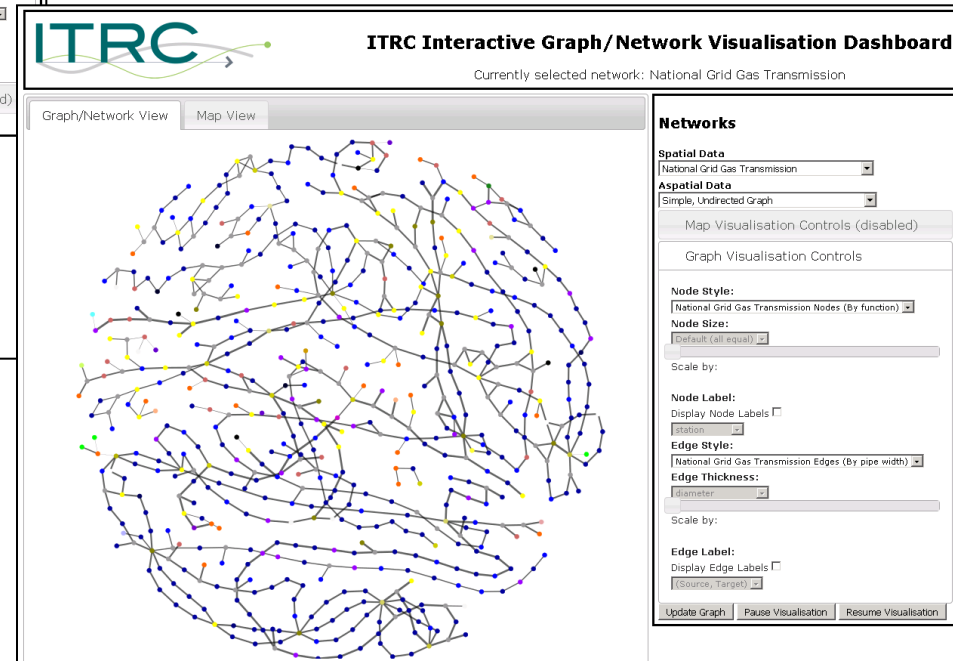 d)
ITRC
ITRC Interactive Graph/Network Visualisation Dashboard
Currently selected network: National Grid Gas Transmission
Graph/Network View
Map View
Networks
Spatial Data
National Grid Gas Transmission
Aspatial Data
Simple, Undirected Graph
Map Visualisation Controls (disabled)
Graph Visualisation Controls
Node Style:
National Grid Gas Transmission Nodes (By function)
Node Size:
Default (all equal)
Scale by:
Node Label:
Display Node Labels
station
Edge Style:
National Grid Gas Transmission Edges (By pipe width)
Edge Thickness:
diameter
Scale by:
Edge Label:
Display Edge Labels
(Source, Target)
Update Graph
Pause Visualisation
Resume Visualisation